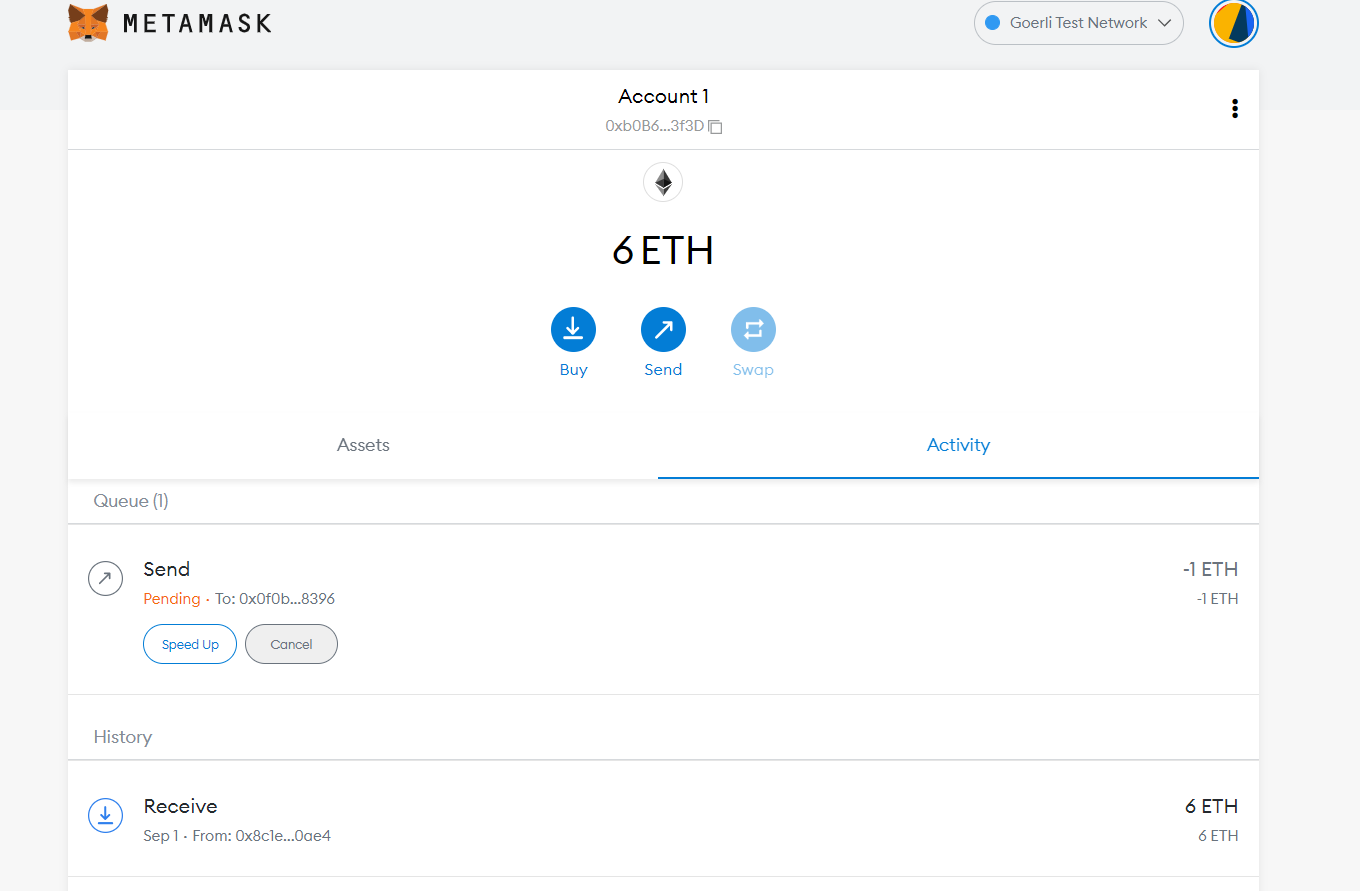 METAMASK
Goerli Test Network
Account 1
0xb0B6...3f3D
6 ETH
Buy
Send
Swap
Assets
Activity
Queue (1)
Send
-1 ETH
Pending · To: 0x0f0b...8396
-1 ETH
Speed Up
Cancel
History
Receive
6 ETH
Sep 1 · From: 0x8c1e...0ae4
6 ETH